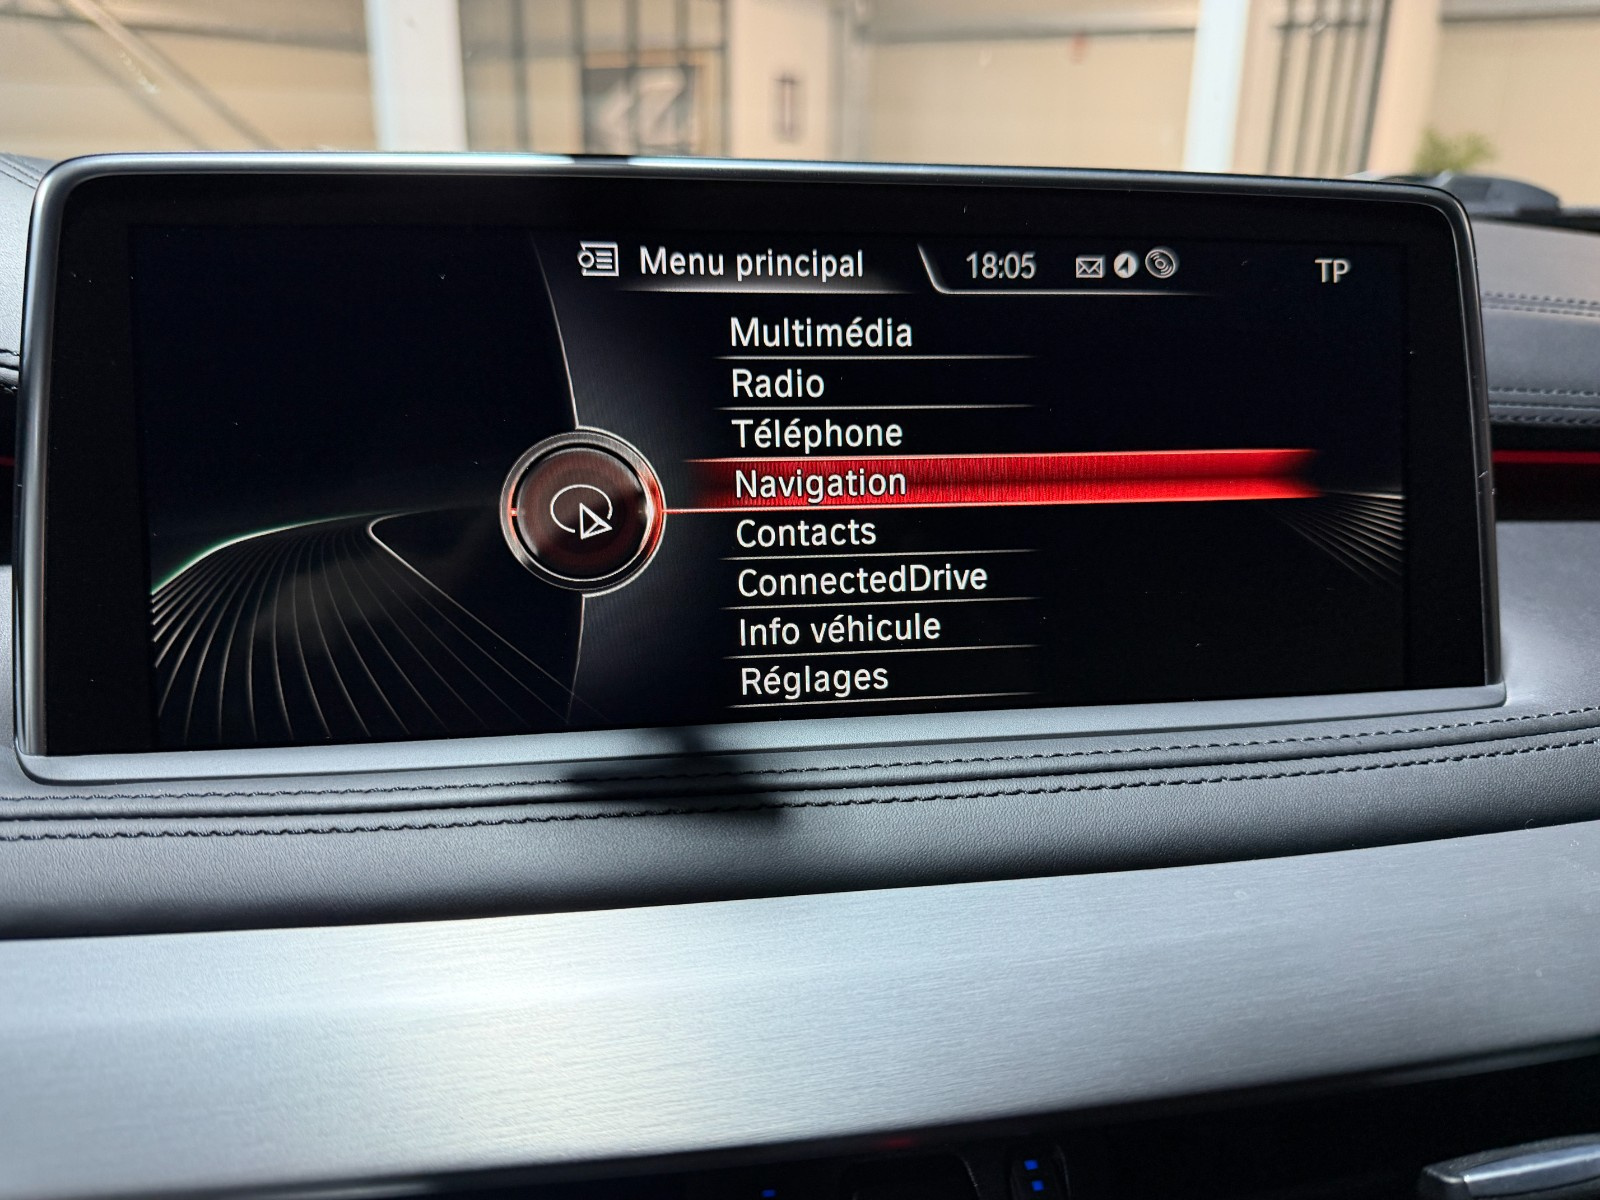 Menu principal 18:05 TP
Multimédia
Radio
Téléphone
Navigation
Contacts
ConnectedDrive
Info véhicule
Réglages